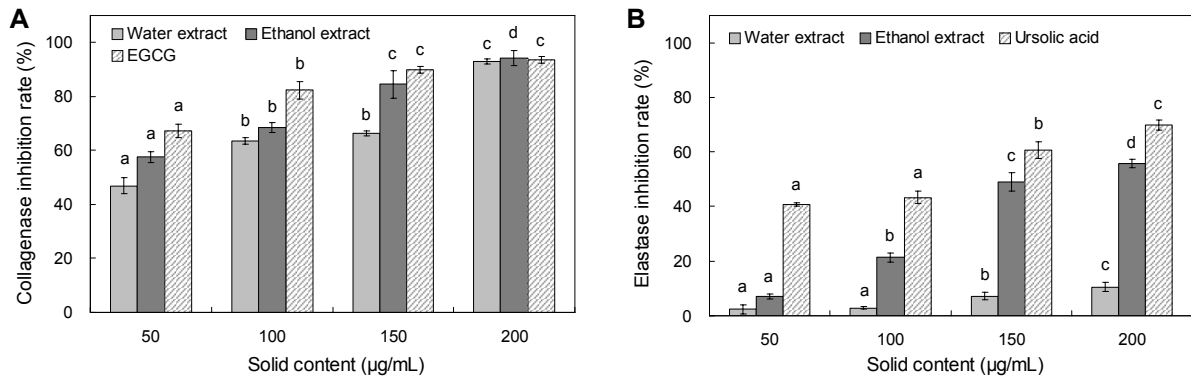 A
Collagenase inhibition rate (%)
100
80
60
40
20
0
Water extract Ethanol extract
EGCG
a a a
b b b
b c c
c d c
50 100 150 200
Solid content (µg/mL)
B
Elastase inhibition rate (%)
100
80
60
40
20
0
Water extract Ethanol extract Ursolic acid
a a a
a b a
b c b
c d c
50 100 150 200
Solid content (µg/mL)